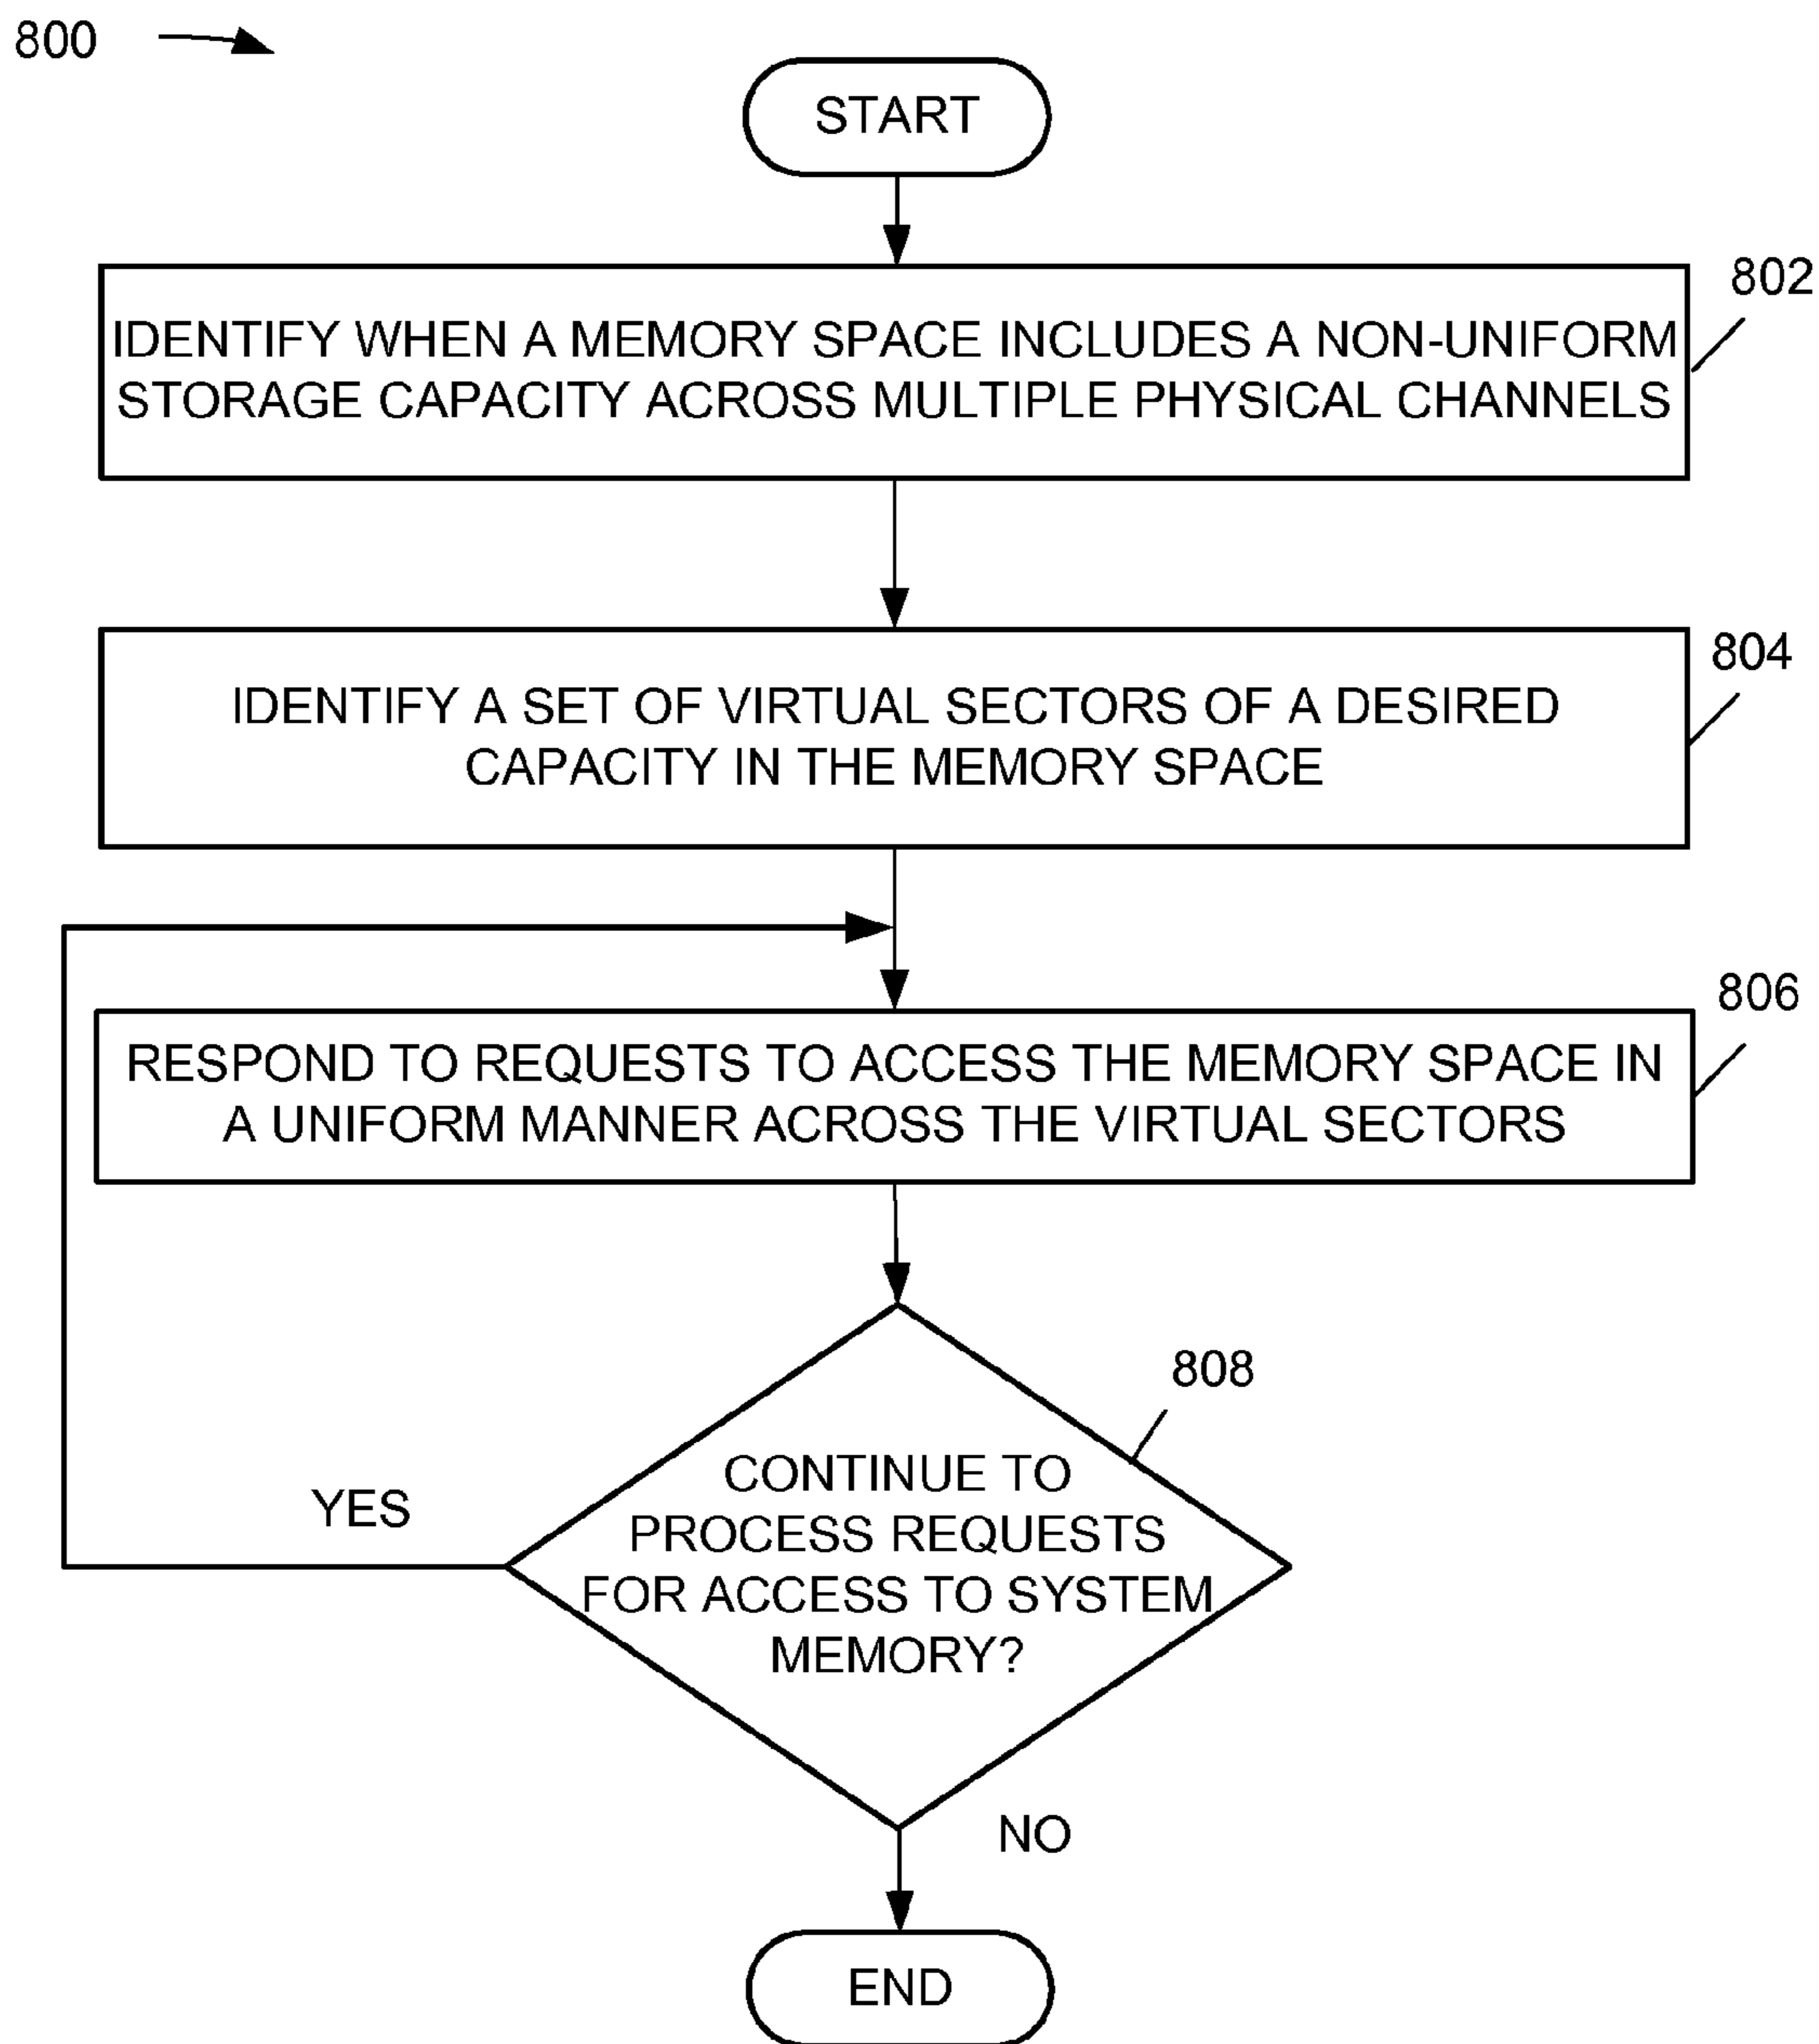 800
START
802
IDENTIFY WHEN A MEMORY SPACE INCLUDES A NON-UNIFORM
STORAGE CAPACITY ACROSS MULTIPLE PHYSICAL CHANNELS
804
IDENTIFY A SET OF VIRTUAL SECTORS OF A DESIRED
CAPACITY IN THE MEMORY SPACE
806
RESPOND TO REQUESTS TO ACCESS THE MEMORY SPACE IN
A UNIFORM MANNER ACROSS THE VIRTUAL SECTORS
808
CONTINUE TO
PROCESS REQUESTS
FOR ACCESS TO SYSTEM
MEMORY?
YES
NO
END